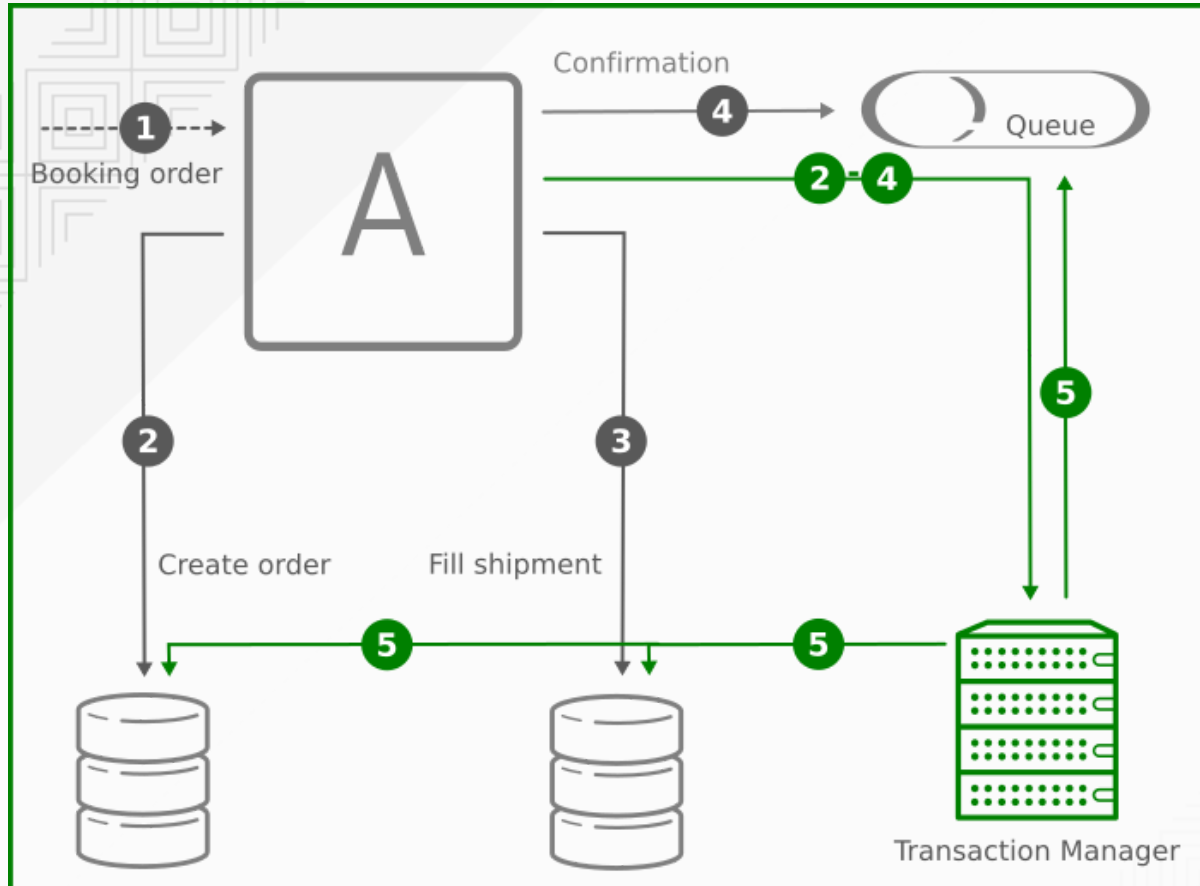 Confirmation
1
4
Queue
Booking order
2 - 4
A
5
2
3
Create order
Fill shipment
5
5
Transaction Manager